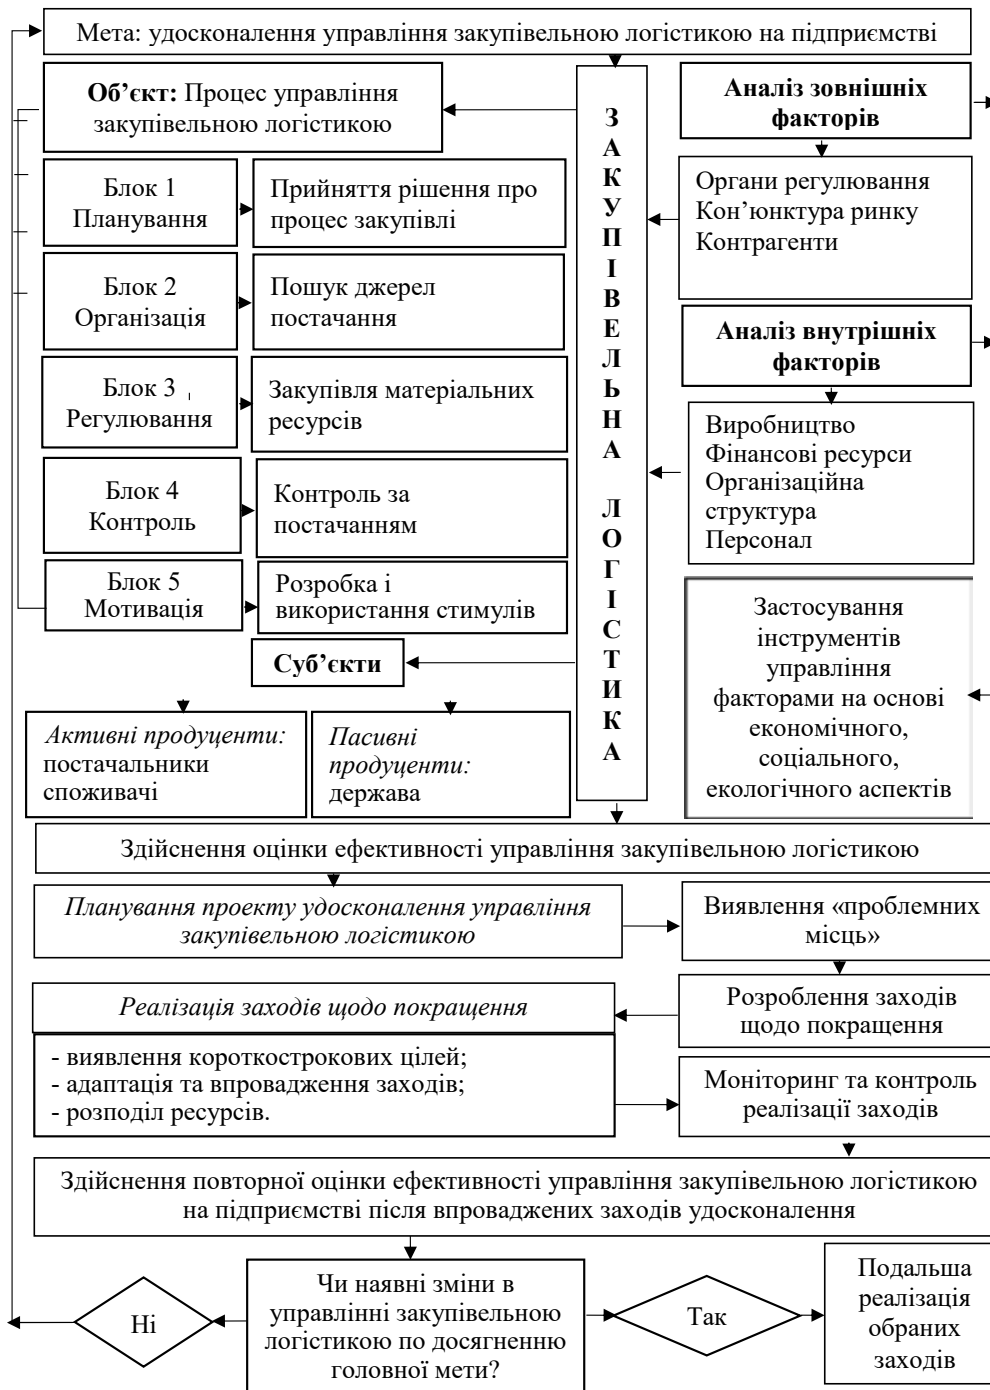 Мета: удосконалення управління закупівельною логістикою на підприємстві
Об’єкт: Процес управління
закупівельною логістикою
Блок 1
Планування
Прийняття рішення про
процес закупівлі
Блок 2
Організація
Пошук джерел
постачання
Блок 3
Регулювання
Закупівля матеріальних
ресурсів
Блок 4
Контроль
Контроль за
постачанням
Блок 5
Мотивація
Розробка і
використання стимулів
Суб’єкти
Активні продуценти:
постачальники
споживачі
Пасивні
продуценти:
держава
З
А
К
У
П
І
В
Е
Л
Ь
Н
А
Л
О
Г
І
С
Т
И
К
А
Аналіз зовнішніх
факторів
Органи регулювання
Кон’юнктура ринку
Контрагенти
Аналіз внутрішніх
факторів
Виробництво
Фінансові ресурси
Організаційна
структура
Персонал
Застосування
інструментів
управління
факторами на основі
економічного,
соціального,
екологічного аспектів
Здійснення оцінки ефективності управління закупівельною логістикою
Планування проекту удосконалення управління
закупівельною логістикою
Виявлення «проблемних
місць»
Розроблення заходів
щодо покращення
Реалізація заходів щодо покращення
- виявлення короткострокових цілей;
- адаптація та впровадження заходів;
- розподіл ресурсів.
Моніторинг та контроль
реалізації заходів
Здійснення повторної оцінки ефективності управління закупівельною логістикою
на підприємстві після впроваджених заходів удосконалення
Ні
Чи наявні зміни в
управлінні закупівельною
логістикою по досягненню
головної мети?
Так
Подальша
реалізація
обраних
заходів